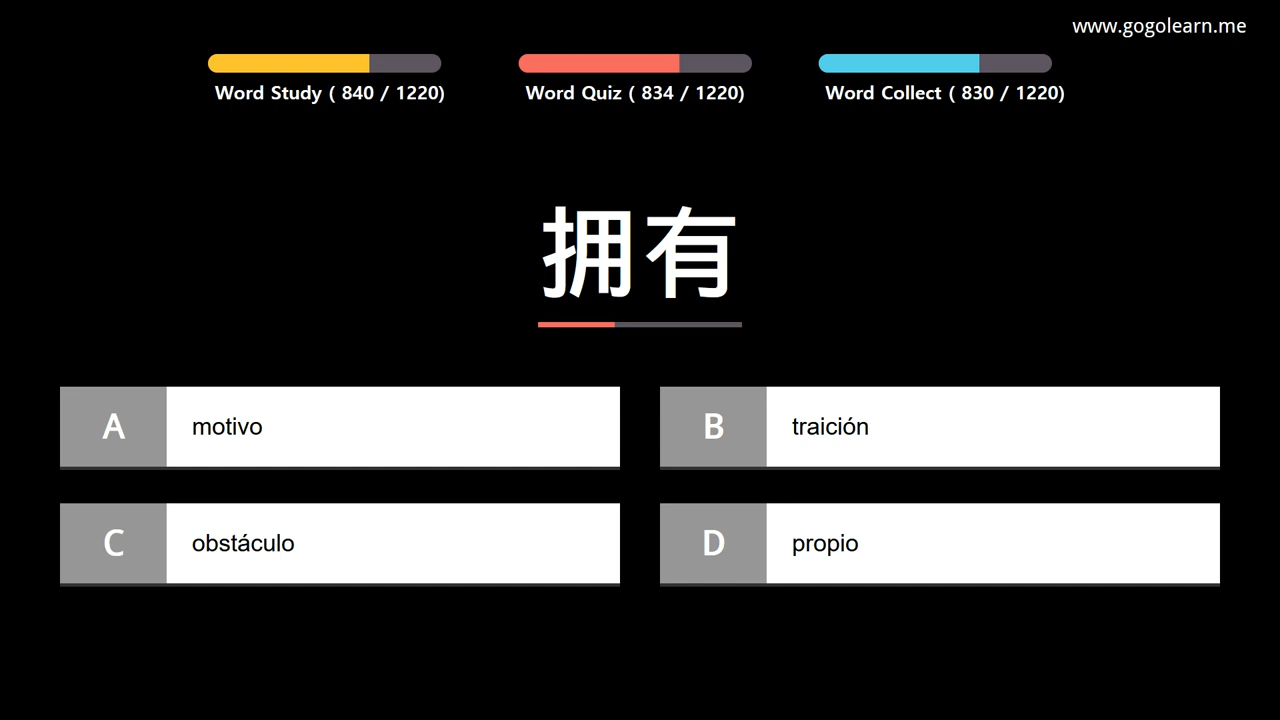 www.gogolearn.me
Word Study ( 840 / 1220)
Word Quiz ( 834 / 1220)
Word Collect ( 830 / 1220)
拥有
A motivo
B traición
C obstáculo
D propio